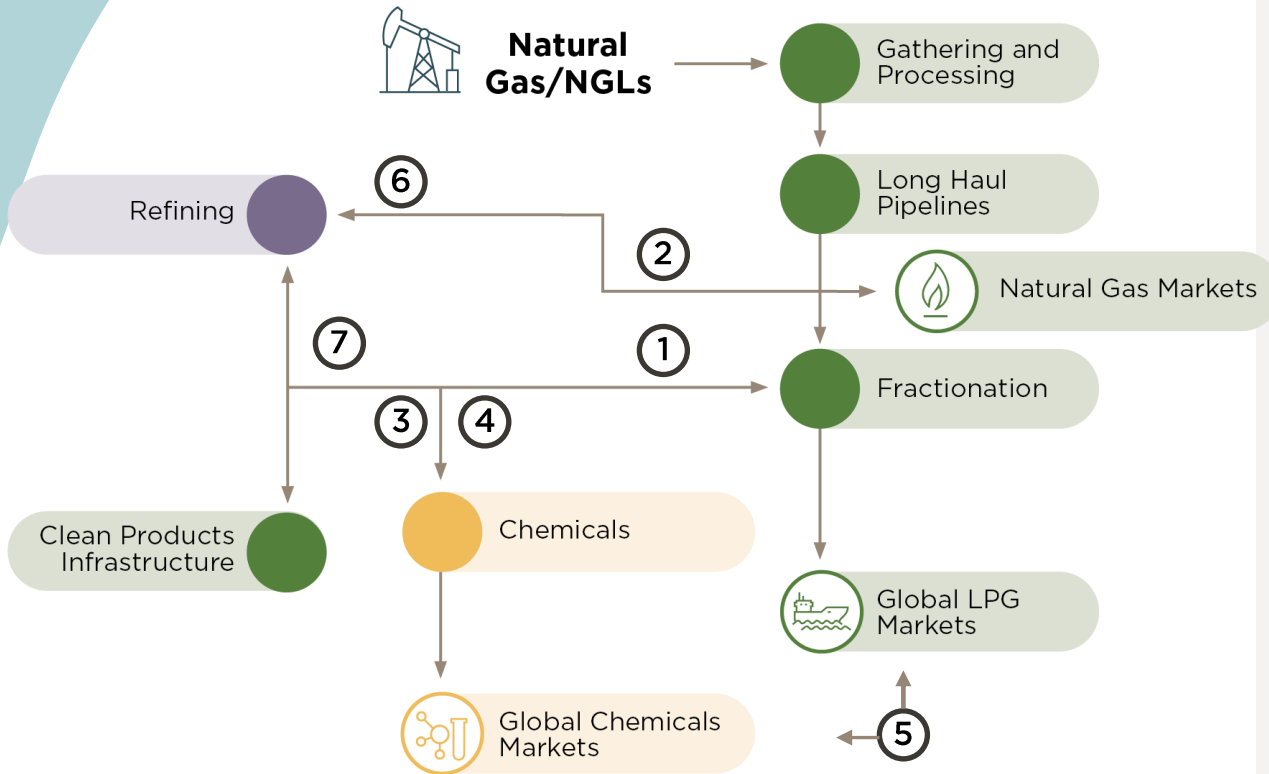 Natural
Gas/NGLs
Gathering and
Processing
Long Haul
Pipelines
6
Refining
2
Natural Gas Markets
7
1
Fractionation
3
4
Clean Products
Infrastructure
Chemicals
Global LPG
Markets
Global Chemicals
Markets
5